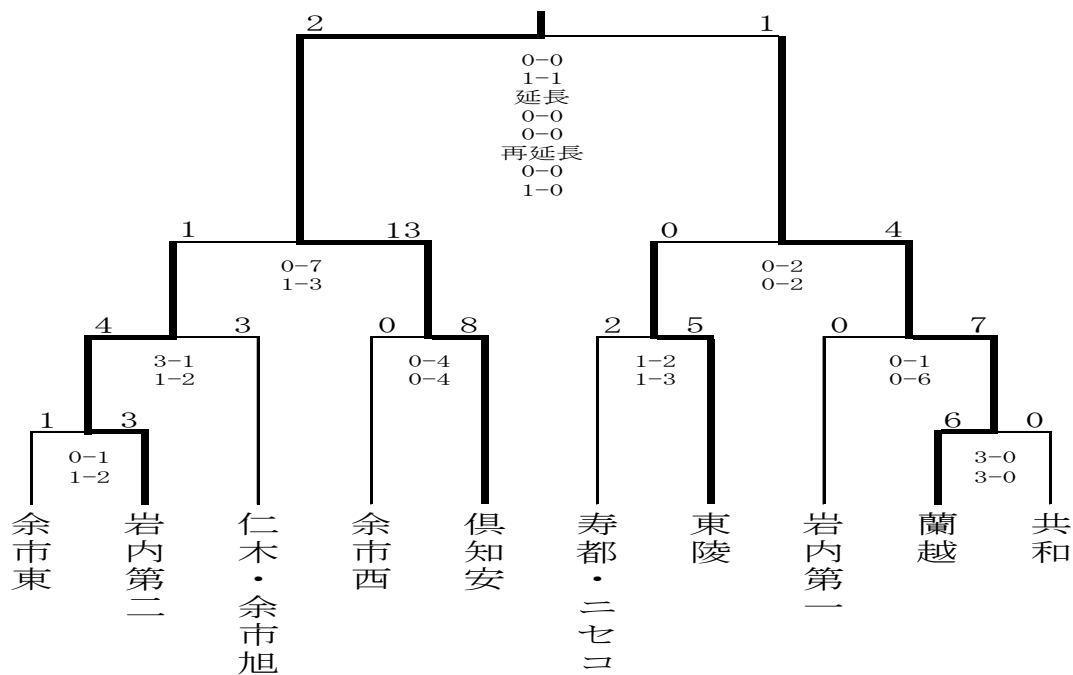 2 1
0-0
1-1
延長
0-0
0-0
再延長
0-0
1-0
1 13 0 4
0-7 0-2
1-3 0-2
4 3 0 8 2 5 0 7
3-1 0-4 1-2 0-1
1-2 0-4 1-3 0-6
1 3 6 0
0-1 3-0
1-2 3-0
余市東
岩内第二
仁木・余市旭
余市西
倶知安
寿都・ニセコ
東陵
岩内第一
蘭越
共和